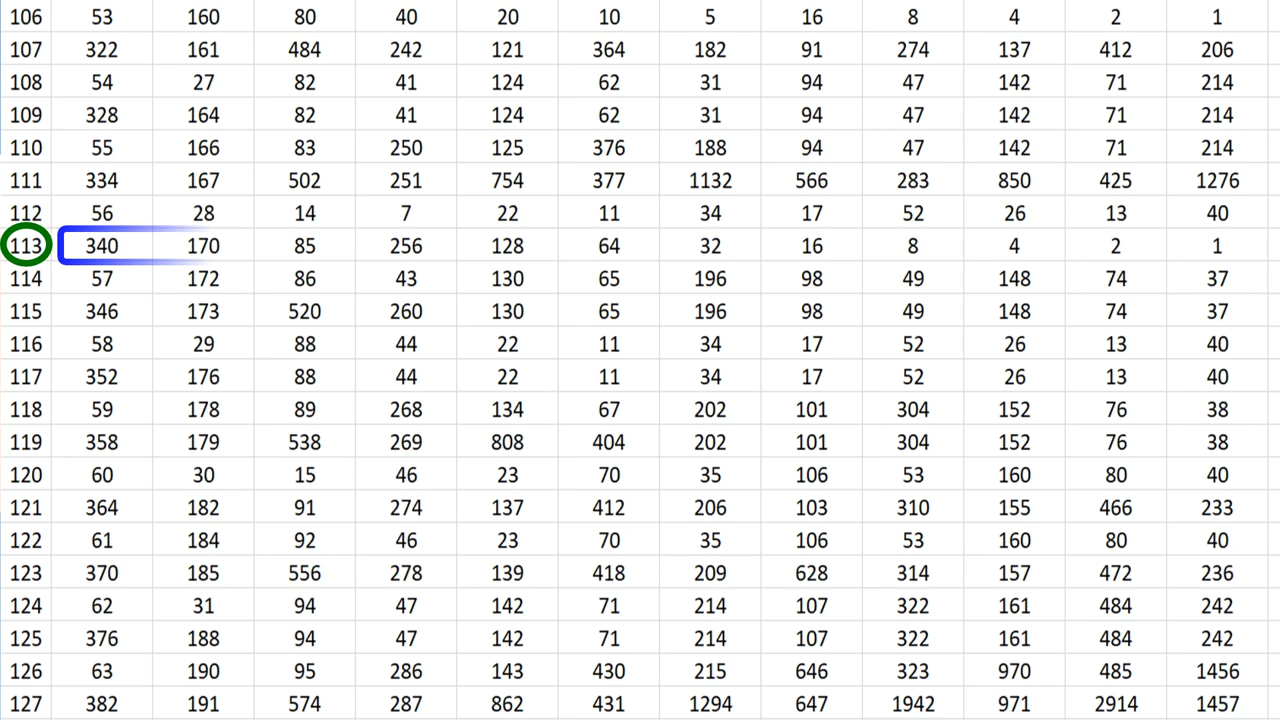 106 53 160 80 40 20 10 5 16 8 4 2 1
107 322 161 484 242 121 364 182 91 274 137 412 206
108 54 27 82 41 124 62 31 94 47 142 71 214
109 328 164 82 41 124 62 31 94 47 142 71 214
110 55 166 83 250 125 376 188 94 47 142 71 214
111 334 167 502 251 754 377 1132 566 283 850 425 1276
112 56 28 14 7 22 11 34 17 52 26 13 40
113 340 170 85 256 128 64 32 16 8 4 2 1
114 57 172 86 43 130 65 196 98 49 148 74 37
115 346 173 520 260 130 65 196 98 49 148 74 37
116 58 29 88 44 22 11 34 17 52 26 13 40
117 352 176 88 44 22 11 34 17 52 26 13 40
118 59 178 89 268 134 67 202 101 304 152 76 38
119 358 179 538 269 808 404 202 101 304 152 76 38
120 60 30 15 46 23 70 35 106 53 160 80 40
121 364 182 91 274 137 412 206 103 310 155 466 233
122 61 184 92 46 23 70 35 106 53 160 80 40
123 370 185 556 278 139 418 209 628 314 157 472 236
124 62 31 94 47 142 71 214 107 322 161 484 242
125 376 188 94 47 142 71 214 107 322 161 484 242
126 63 190 95 286 143 430 215 646 323 970 485 1456
127 382 191 574 287 862 431 1294 647 1942 971 2914 1457